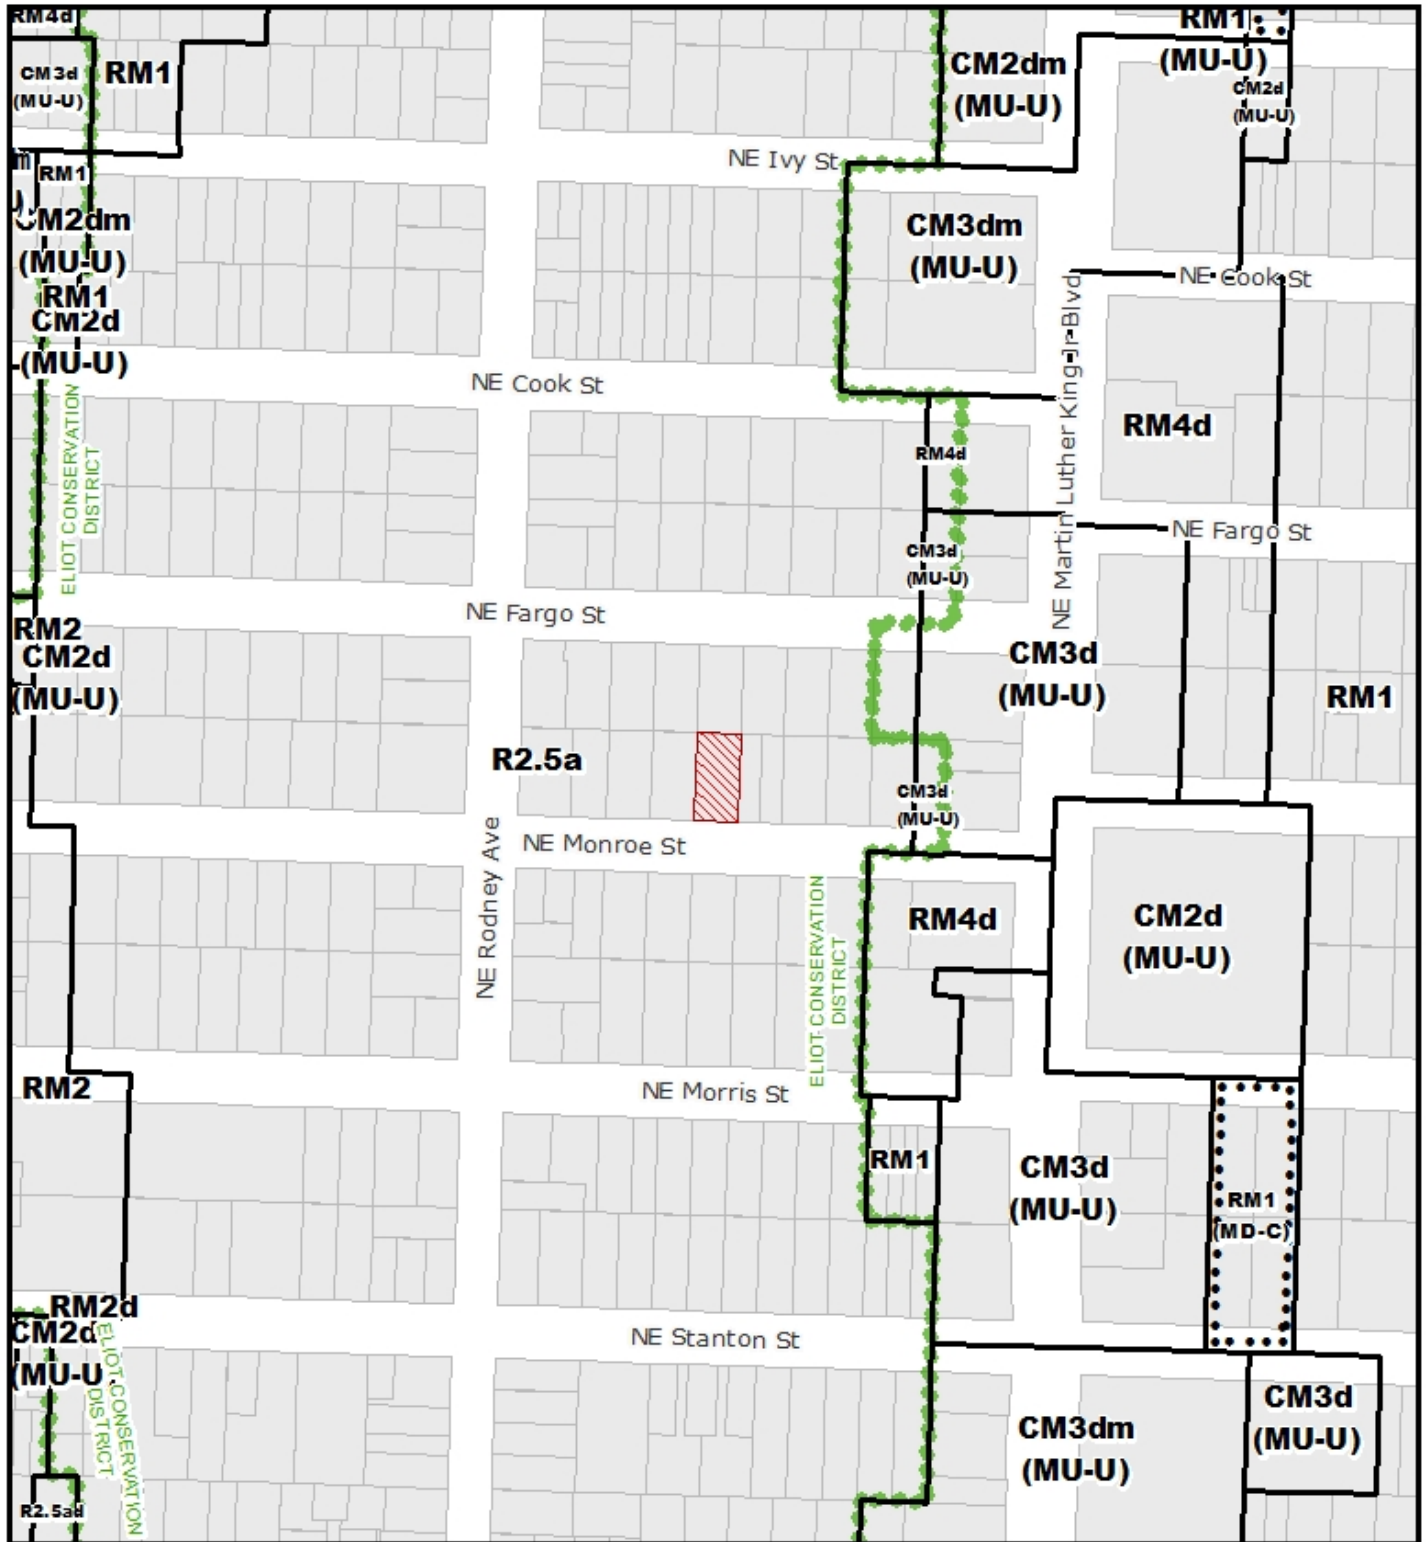 RM4d
CM3d
(MU-U)
RM1
CM2dm
(MU-U)
RM1
(MU-U)
CM2d
(MU-U)
NE Ivy St
m
RM1
CM2dm
(MU-U)
RM1
CM2d
-(MU-U)
CM3dm
(MU-U)
NE Cook St
NE Martin Luther King Jr Blvd
NE Cook St
RM4d
RM4d
ELIOT CONSERVATION
DISTRICT
CM3d
(MU-U)
NE Fargo St
NE Fargo St
RM2
CM2d
(MU-U)
CM3d
(MU-U)
RM1
R2.5a
CM3d
(MU-U)
NE Rodney Ave
NE Monroe St
ELIOT CONSERVATION
DISTRICT
RM4d
CM2d
(MU-U)
RM2
NE Morris St
RM1
CM3d
(MU-U)
RM1
(MD-C)
RM2d
CM2d
(MU-U)
ELIOT CONSERVATION
DISTRICT
NE Stanton St
CM3dm
(MU-U)
CM3d
(MU-U)
R2.5ad